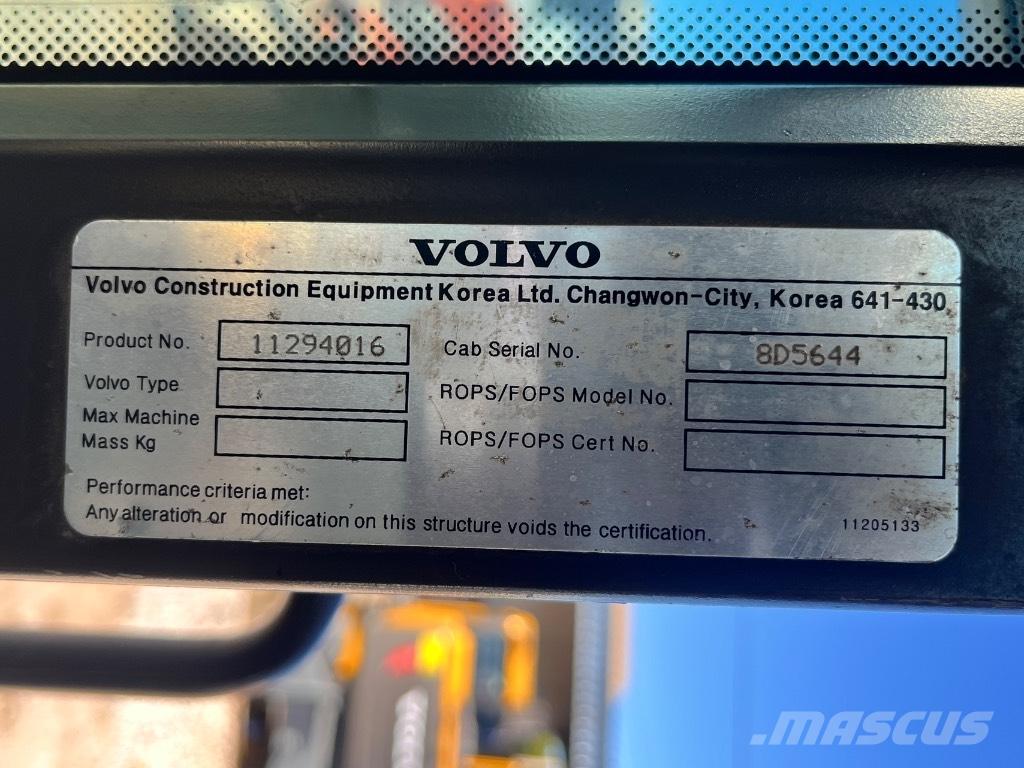 VOLVO
Volvo Construction Equipment Korea Ltd. Changwon-City, Korea 641-430
Product No. 11294016 Cab Serial No. 8D5644
Volvo Type ROPS/FOPS Model No.
Max Machine
Mass Kg ROPS/FOPS Cert No.
Performance criteria met:
Any alteration or modification on this structure voids the certification. 11205133
.MASCUS